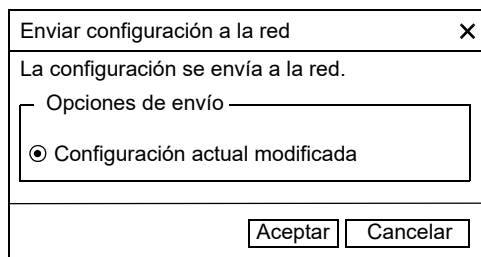 Enviar configuración a la red
La configuración se envía a la red.
Opciones de envío
Configuración actual modificada
Aceptar Cancelar